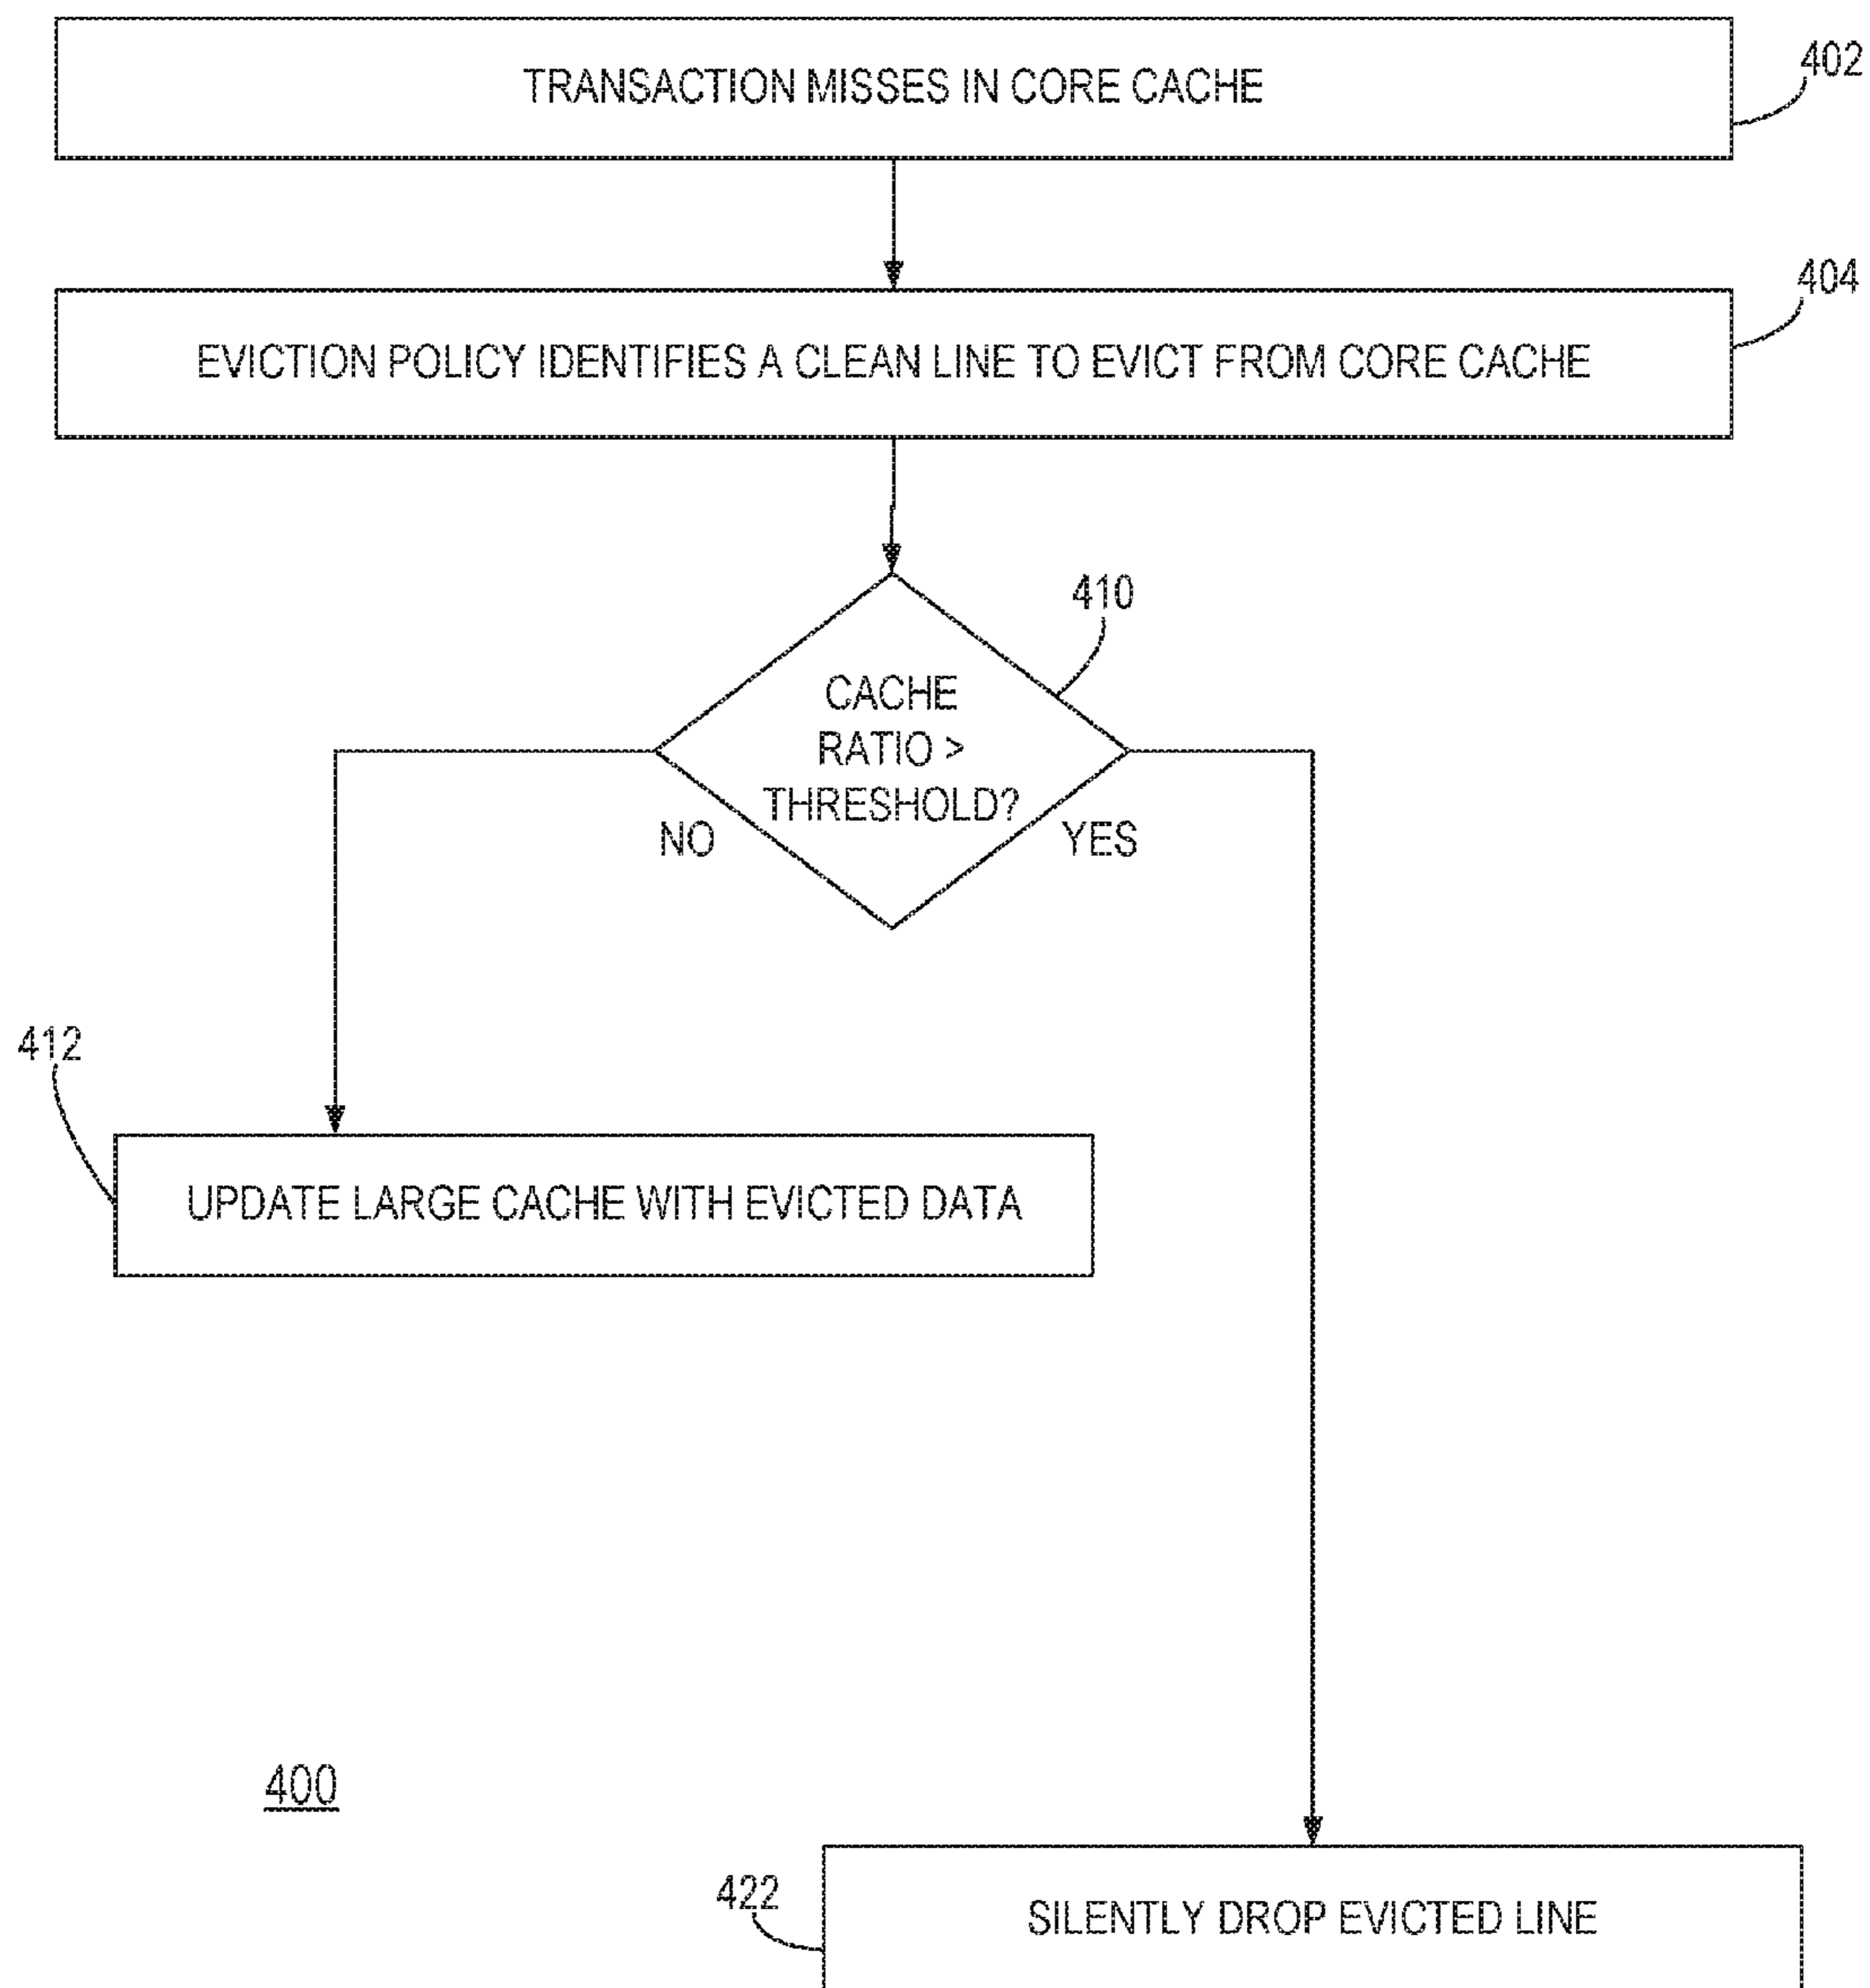 TRANSACTION MISSES IN CORE CACHE
402
EVICTION POLICY IDENTIFIES A CLEAN LINE TO EVICT FROM CORE CACHE
404
410
CACHE
RATIO >
THRESHOLD?
NO
YES
412
UPDATE LARGE CACHE WITH EVICTED DATA
400
422
SILENTLY DROP EVICTED LINE